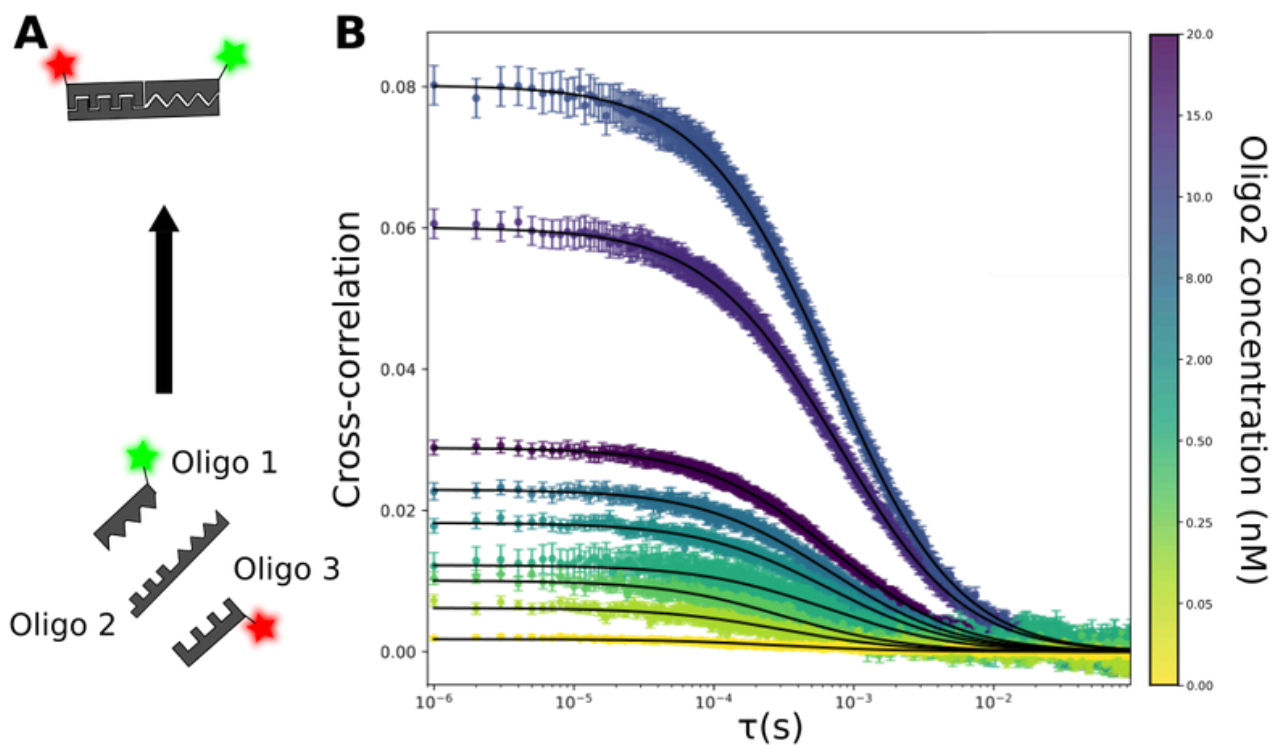 A
Oligo 1
Oligo 3
Oligo 2
B
Cross-correlation
0.08
0.06
0.04
0.02
0.00
10⁻⁶
10⁻⁵
10⁻⁴
10⁻³
10⁻²
τ(s)
20.0
15.0
10.0
8.00
2.00
0.50
0.25
0.05
0.00
Oligo2 concentration (nM)